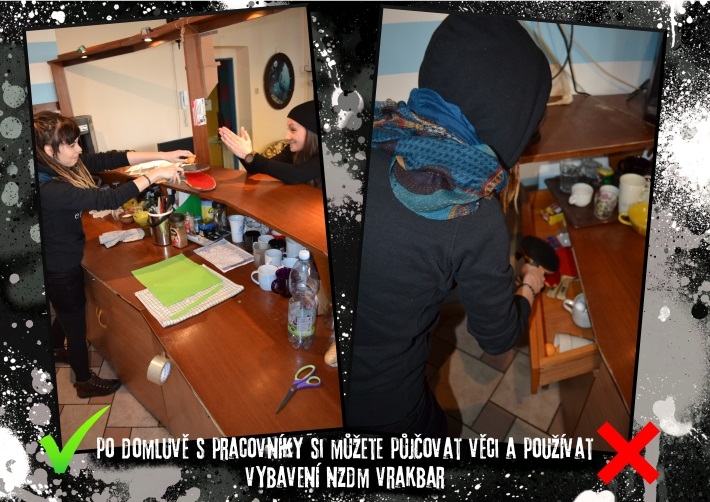 PO DOMLUVĚ S PRACOVNÍKY SI MŮŽETE PŮJČOVAT VĚCI A POUŽÍVAT
VYBAVENÍ NZDM VRAKBAR